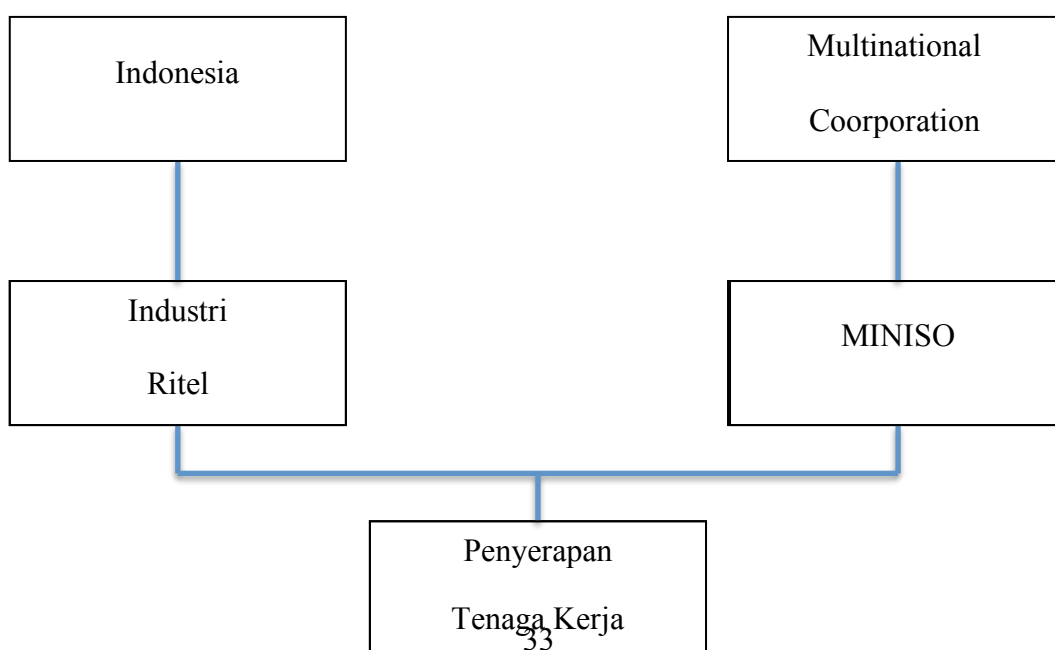 Indonesia
Multinational
Coorporation
Industri
Ritel
MINISO
Penyerapan
Tenaga Kerja
33